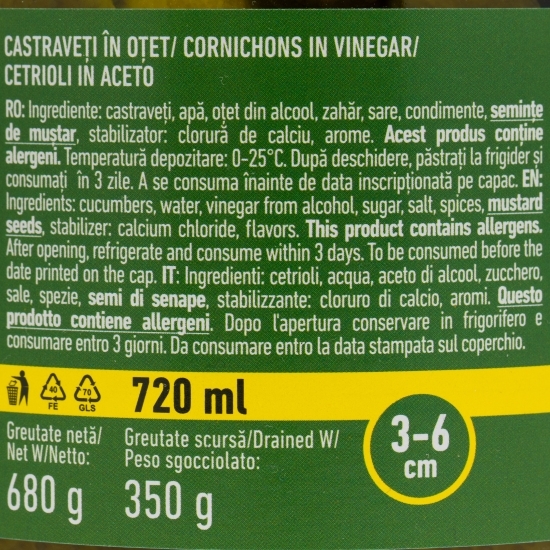 CASTRAVEȚI ÎN OȚET/ CORNICHONS IN VINEGAR/
CETRIOLI IN ACETO
RO: Ingrediente: castraveți, apă, oțet din alcool, zahăr, sare, condimente, semințe
de muștar, stabilizator: clorură de calciu, arome. Acest produs conține
alergeni. Temperatură depozitare: 0-25°C. După deschidere, păstrați la frigider și
consumați în 3 zile. A se consuma înainte de data inscripționată pe capac. EN:
Ingredients: cucumbers, water, vinegar from alcohol, sugar, salt, spices, mustard
seeds, stabilizer: calcium chloride, flavors. This product contains allergens.
After opening, refrigerate and consume within 3 days. To be consumed before the
date printed on the cap. IT: Ingredienti: cetrioli, acqua, aceto di alcool, zucchero,
sale, spezie, semi di senape, stabilizzante: cloruro di calcio, aromi. Questo
prodotto contiene allergeni. Dopo l'apertura conservare in frigorifero e
consumare entro 3 giorni. Da consumare entro la data stampata sul coperchio.
40
FE
70
GLS
720 ml
Greutate netă/
Net W/Netto:
680 g
Greutate scursă/Drained W/
Peso sgocciolato:
350 g
3-6
cm